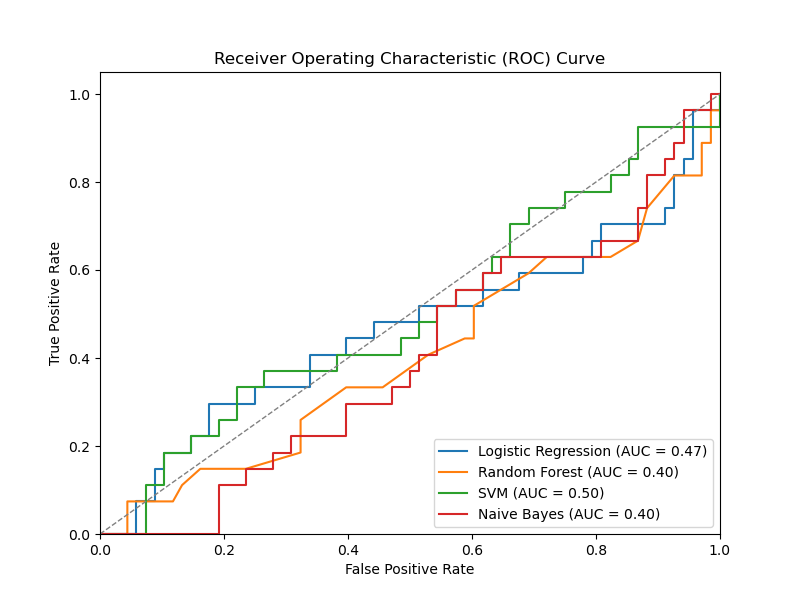 Receiver Operating Characteristic (ROC) Curve
True Positive Rate
1.0
0.8
0.6
0.4
0.2
0.0
0.0 0.2 0.4 0.6 0.8 1.0
False Positive Rate
Logistic Regression (AUC = 0.47)
Random Forest (AUC = 0.40)
SVM (AUC = 0.50)
Naive Bayes (AUC = 0.40)